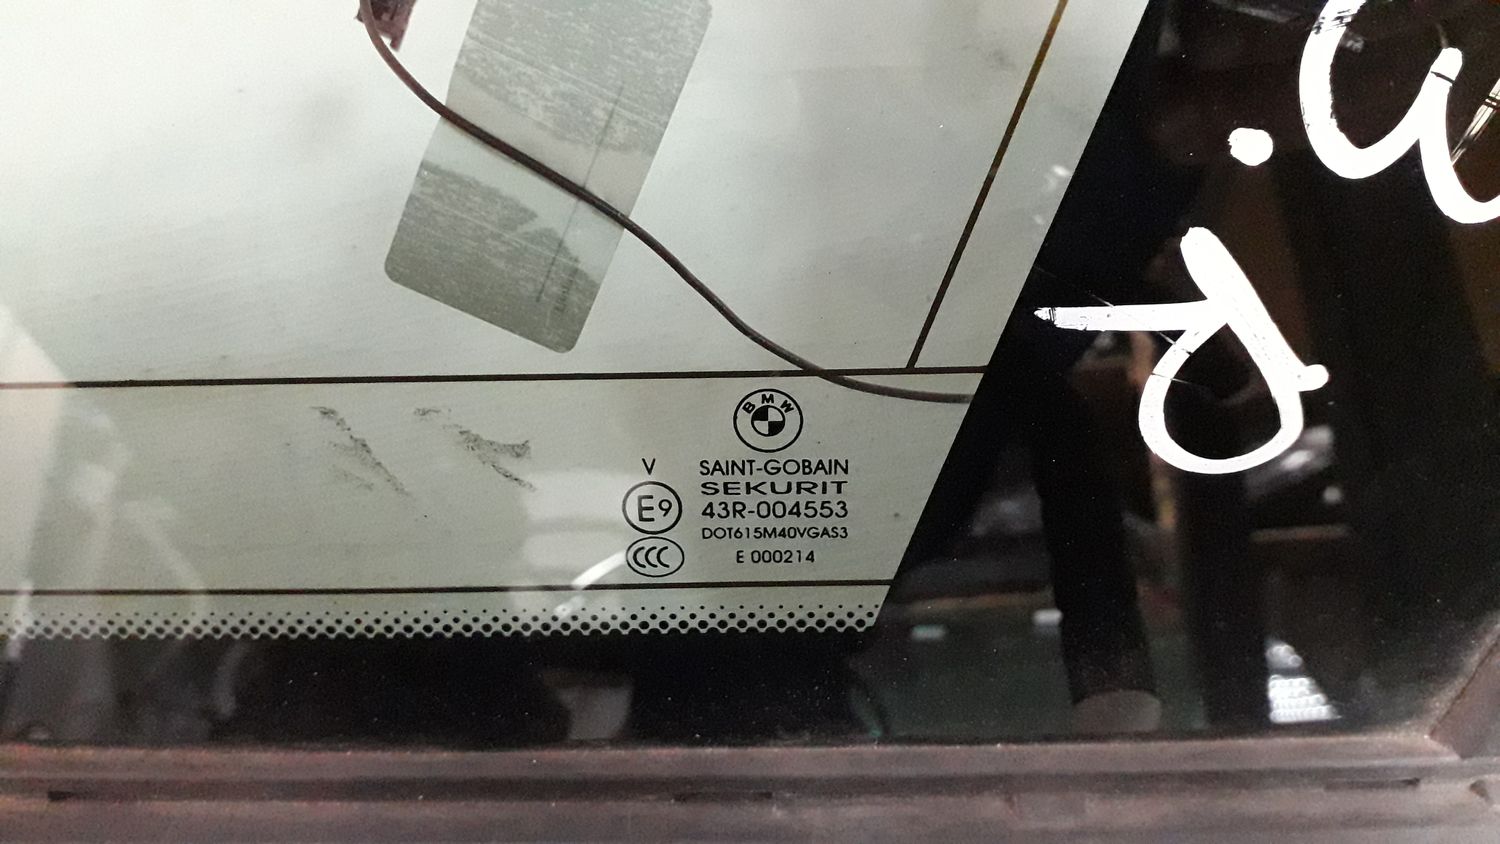 BMW
V
SAINT-GOBAIN
SEKURIT
E9
43R-004553
DOT615M40VGAS3
CCC
E 000214